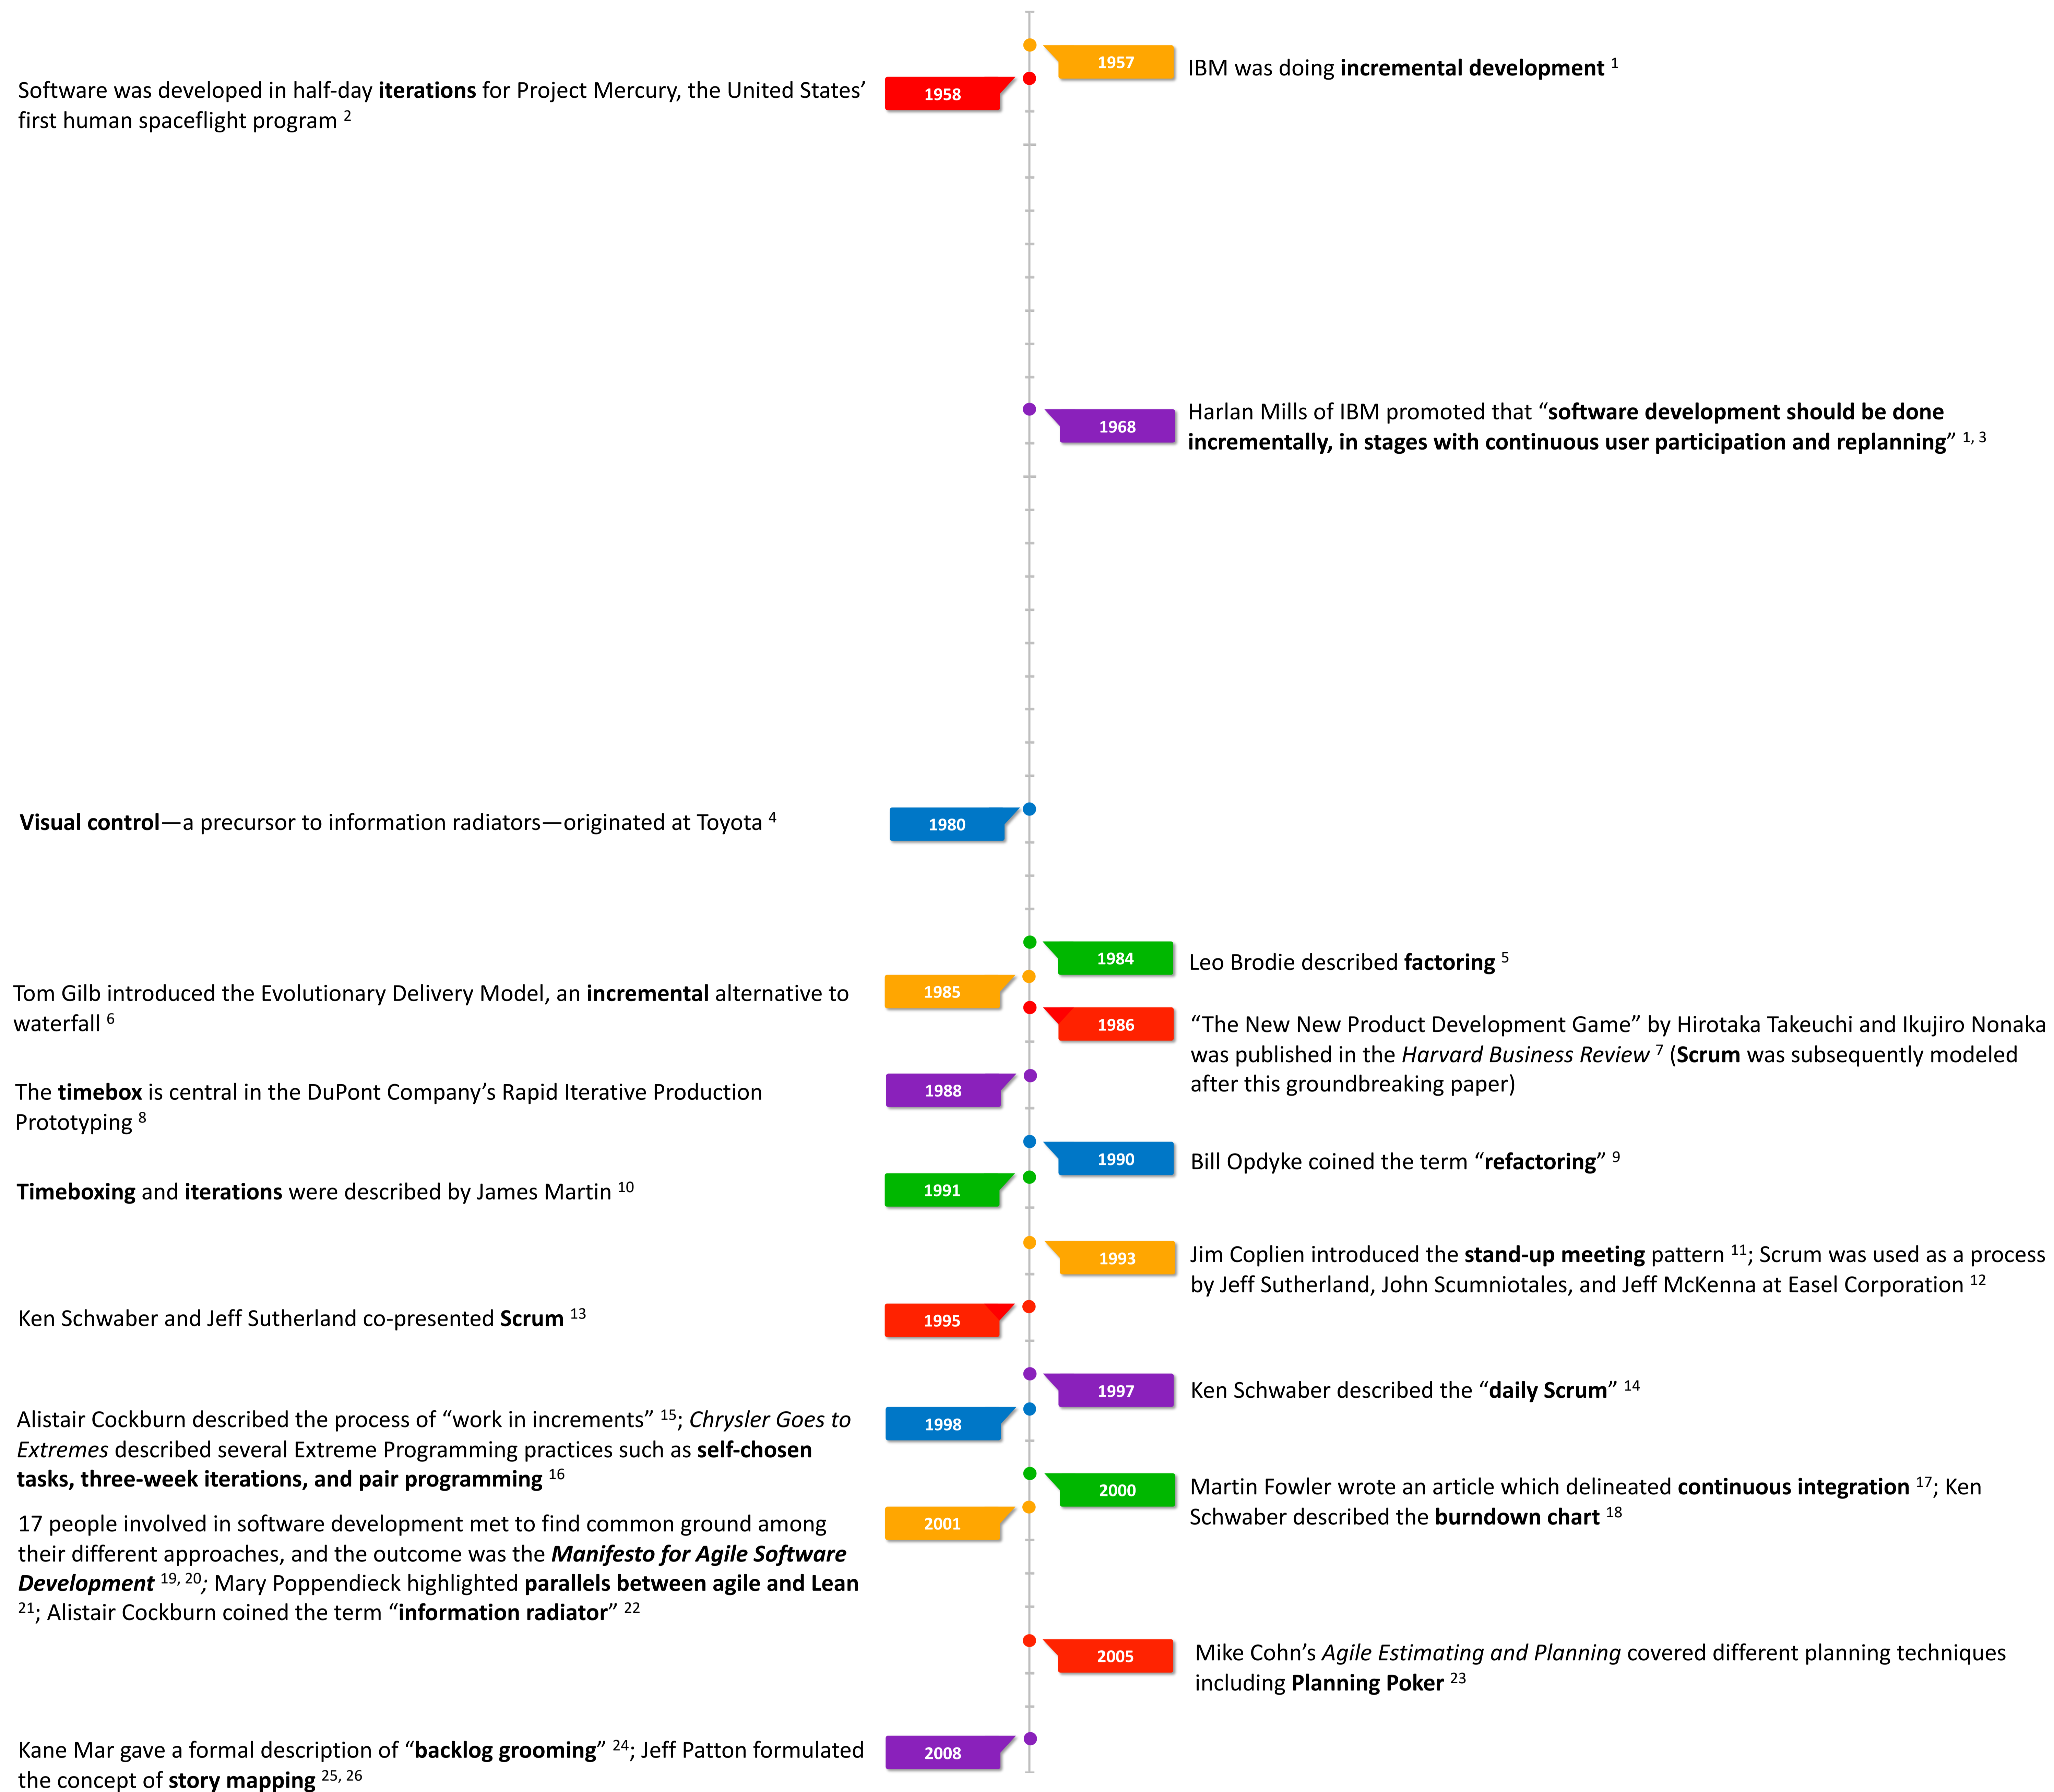 1957
IBM was doing incremental development 1
Software was developed in half-day iterations for Project Mercury, the United States’
first human spaceflight program 2
1958
1968
Harlan Mills of IBM promoted that “software development should be done
incrementally, in stages with continuous user participation and replanning” 1, 3
Visual control—a precursor to information radiators—originated at Toyota 4
1980
1984
Leo Brodie described factoring 5
Tom Gilb introduced the Evolutionary Delivery Model, an incremental alternative to
waterfall 6
1985
1986
“The New New Product Development Game” by Hirotaka Takeuchi and Ikujiro Nonaka
was published in the Harvard Business Review 7 (Scrum was subsequently modeled
after this groundbreaking paper)
The timebox is central in the DuPont Company’s Rapid Iterative Production
Prototyping 8
1988
1990
Bill Opdyke coined the term “refactoring” 9
Timeboxing and iterations were described by James Martin 10
1991
1993
Jim Coplien introduced the stand-up meeting pattern 11; Scrum was used as a process
by Jeff Sutherland, John Scumniotales, and Jeff McKenna at Easel Corporation 12
Ken Schwaber and Jeff Sutherland co-presented Scrum 13
1995
1997
Ken Schwaber described the “daily Scrum” 14
Alistair Cockburn described the process of “work in increments” 15; Chrysler Goes to
Extremes described several Extreme Programming practices such as self-chosen
tasks, three-week iterations, and pair programming 16
1998
2000
Martin Fowler wrote an article which delineated continuous integration 17; Ken
Schwaber described the burndown chart 18
17 people involved in software development met to find common ground among
their different approaches, and the outcome was the Manifesto for Agile Software
Development 19, 20; Mary Poppendieck highlighted parallels between agile and Lean
21; Alistair Cockburn coined the term “information radiator” 22
2001
2005
Mike Cohn’s Agile Estimating and Planning covered different planning techniques
including Planning Poker 23
Kane Mar gave a formal description of “backlog grooming” 24; Jeff Patton formulated
the concept of story mapping 25, 26
2008